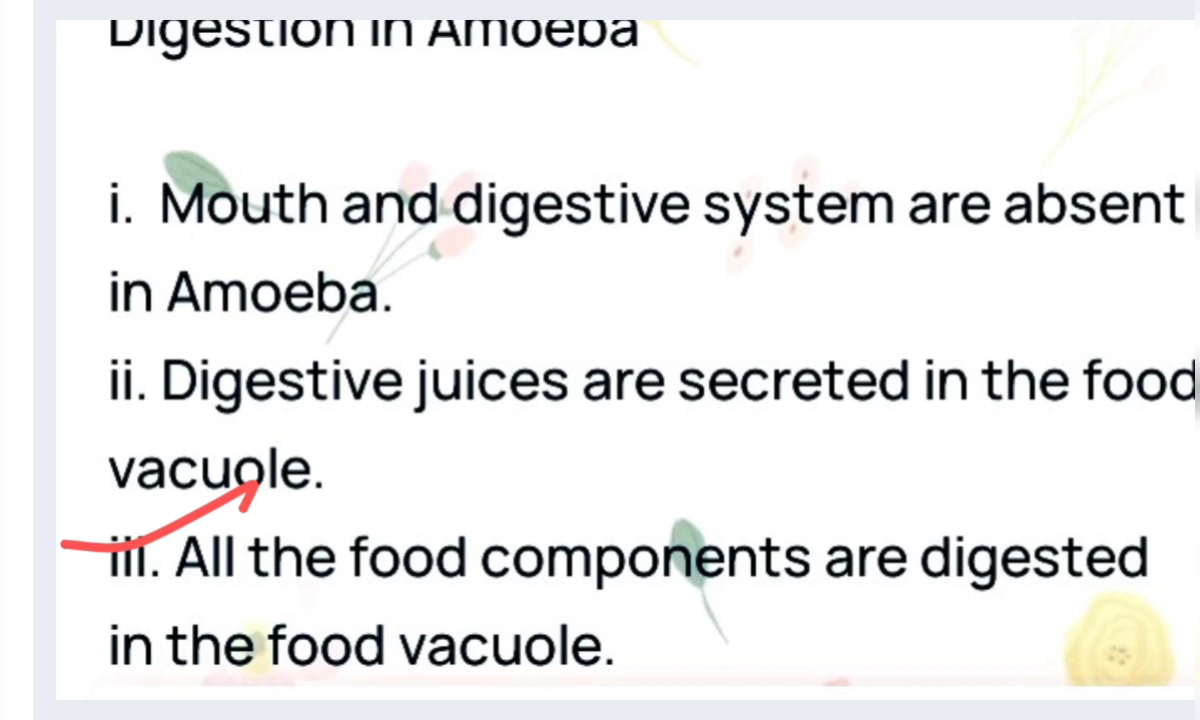 Digestion in Amoeba
i. Mouth and digestive system are absent
in Amoeba.
ii. Digestive juices are secreted in the food
vacuole.
iii. All the food components are digested
in the food vacuole.